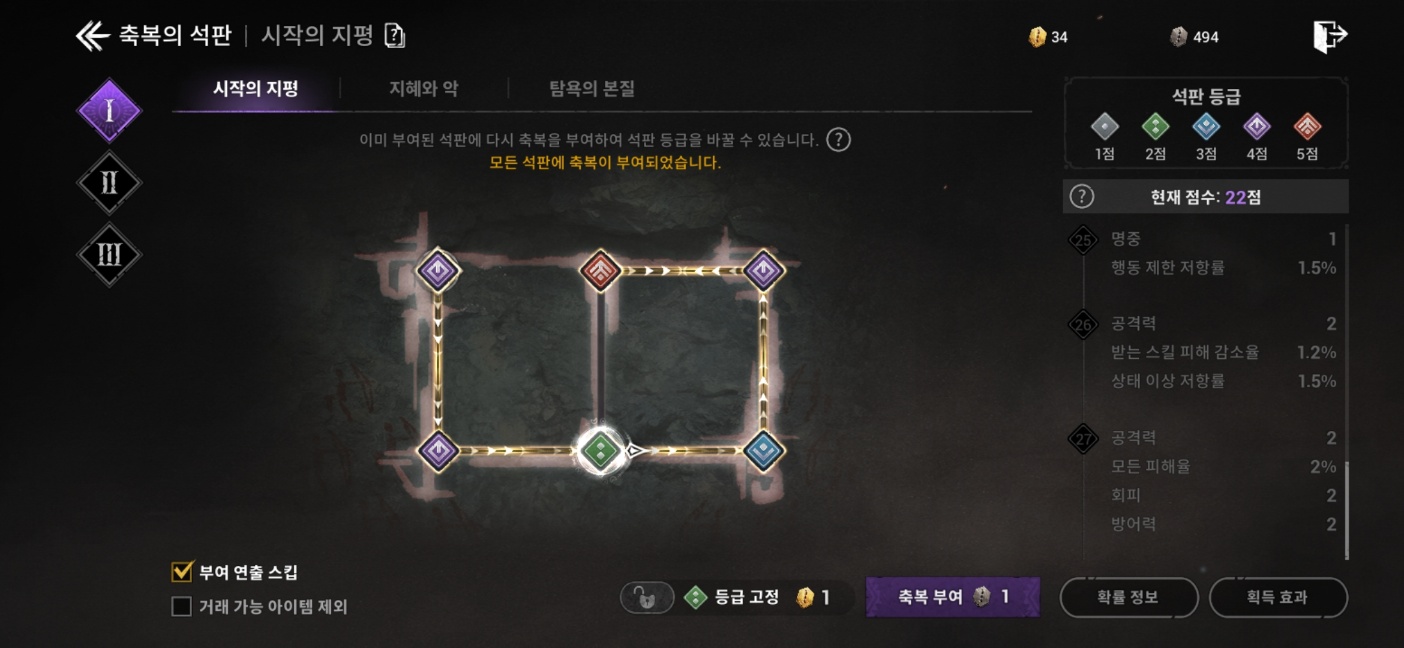 축복의 석판 | 시작의 지평
34
494
I
II
III
시작의 지평
지혜와 악
탐욕의 본질
이미 부여된 석판에 다시 축복을 부여하여 석판 등급을 바꿀 수 있습니다. ?
모든 석판에 축복이 부여되었습니다.
석판 등급
1점 2점 3점 4점 5점
? 현재 점수: 22점
25 명중 1
행동 제한 저항률 1.5%
26 공격력 2
받는 스킬 피해 감소율 1.2%
상태 이상 저항률 1.5%
27 공격력 2
모든 피해율 2%
회피 2
방어력 2
부여 연출 스킵
거래 가능 아이템 제외
등급 고정 1
축복 부여 1
확률 정보
획득 효과